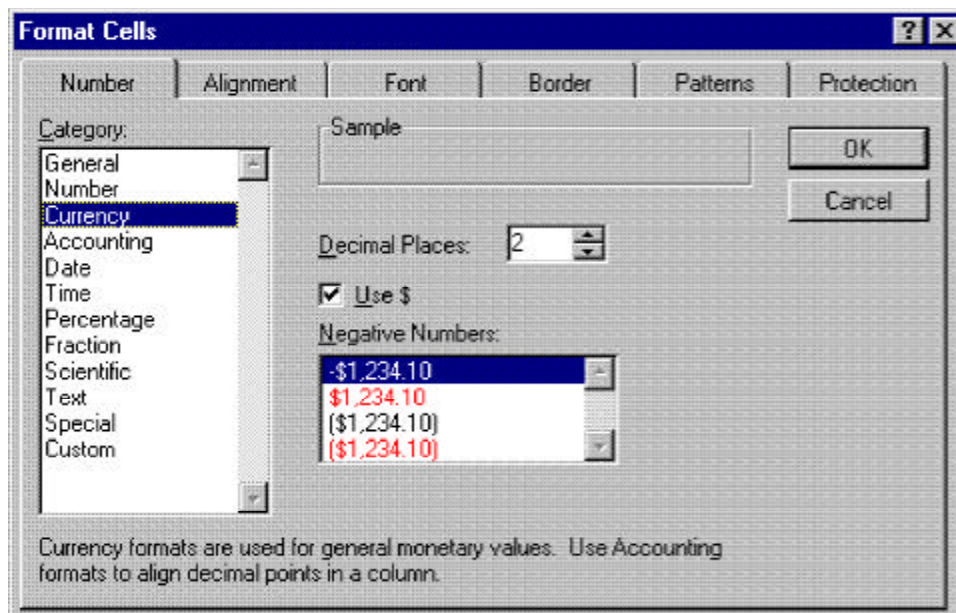 Format Cells
Number Alignment Font Border Patterns Protection
Category:
General
Number
Currency
Accounting
Date
Time
Percentage
Fraction
Scientific
Text
Special
Custom
Sample
Decimal Places: 2
Use $
Negative Numbers:
-$1,234.10
$1,234.10
($1,234.10)
($1,234.10)
OK
Cancel
Currency formats are used for general monetary values. Use Accounting
formats to align decimal points in a column.